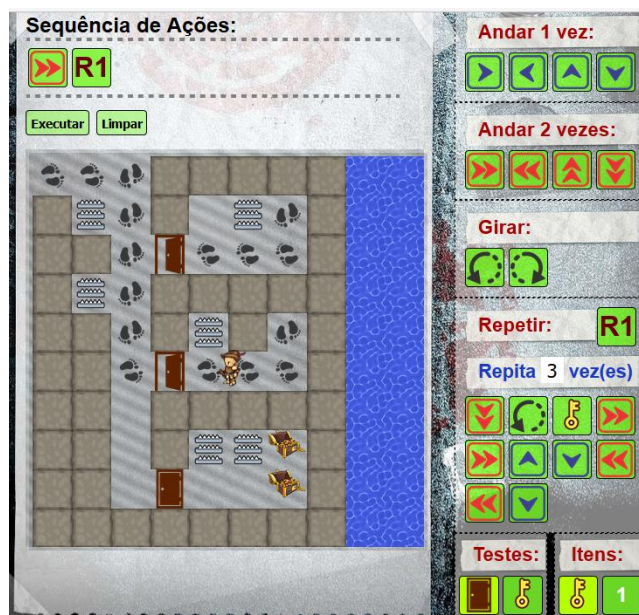 Sequência de Ações:
R1
Executar Limpar
Andar 1 vez:
Andar 2 vezes:
Girar:
Repetir: R1
Repita 3 vez(es)
Testes: Itens:
1